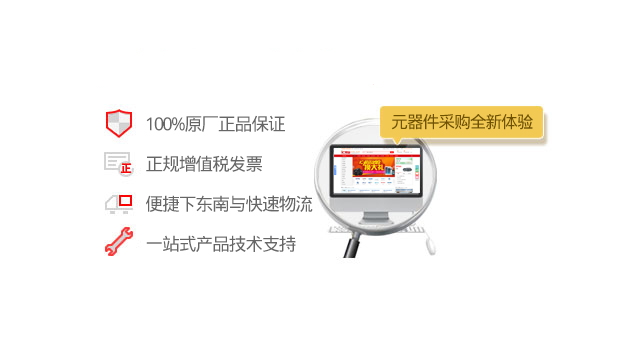 元器件采购全新体验
100%原厂正品保证
正规增值税发票
正
便捷下东南与快速物流
一站式产品技术支持